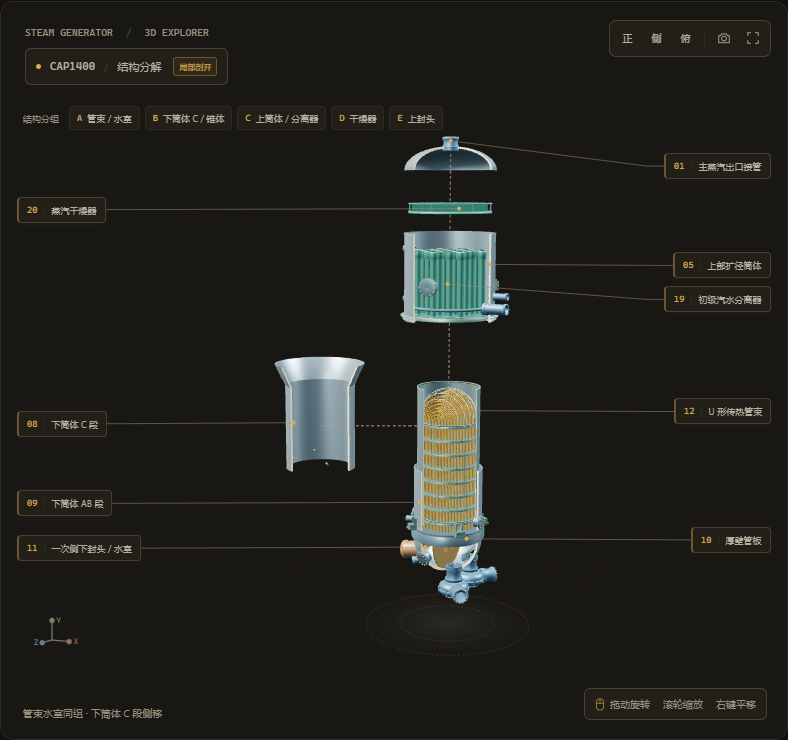 STEAM GENERATOR / 3D EXPLORER
CAP1400 / 结构分解 局部剖开
正 侧 俯
结构分组 A 管束 / 水室 B 下筒体 C / 锥体 C 上筒体 / 分离器 D 干燥器 E 上封头
01 主蒸汽出口接管
20 蒸汽干燥器
05 上部扩径筒体
19 初级汽水分离器
12 U 形传热管束
08 下筒体 C 段
09 下筒体 AB 段
10 厚壁管板
11 一次侧下封头 / 水室
Y
Z X
拖动旋转 滚轮缩放 右键平移
管束水室同组 · 下筒体 C 段侧移